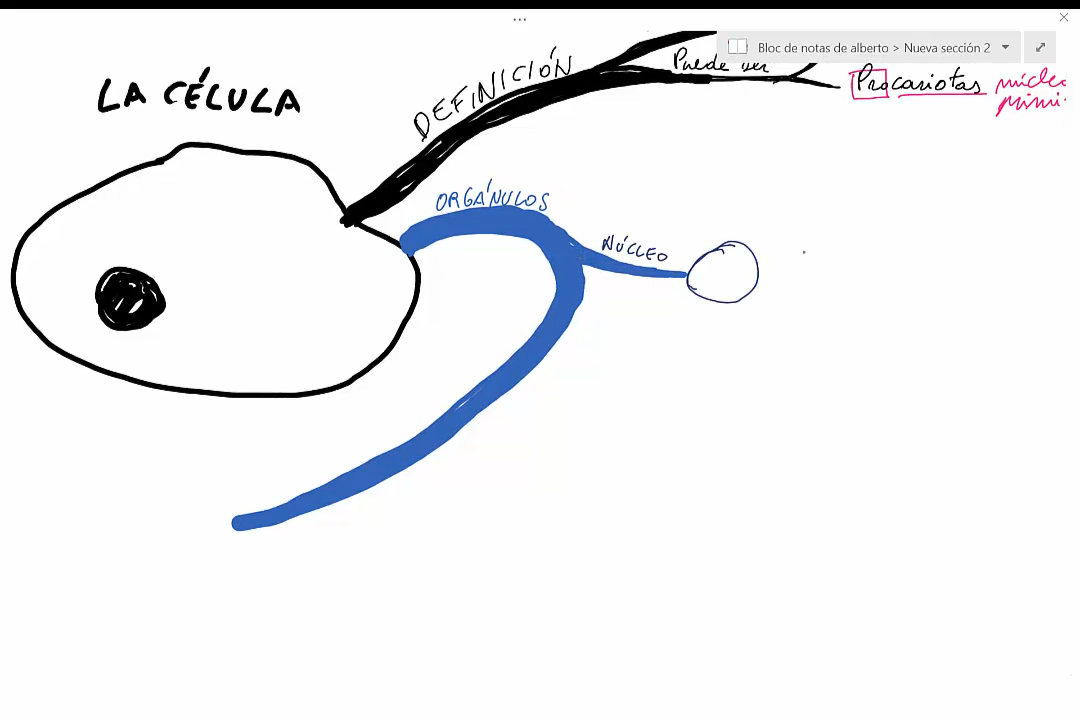 Bloc de notas de alberto > Nueva sección 2
LA CÉLULA
DEFINICIÓN
Puede ser
Procariotas
ORGÁNULOS
NÚCLEO